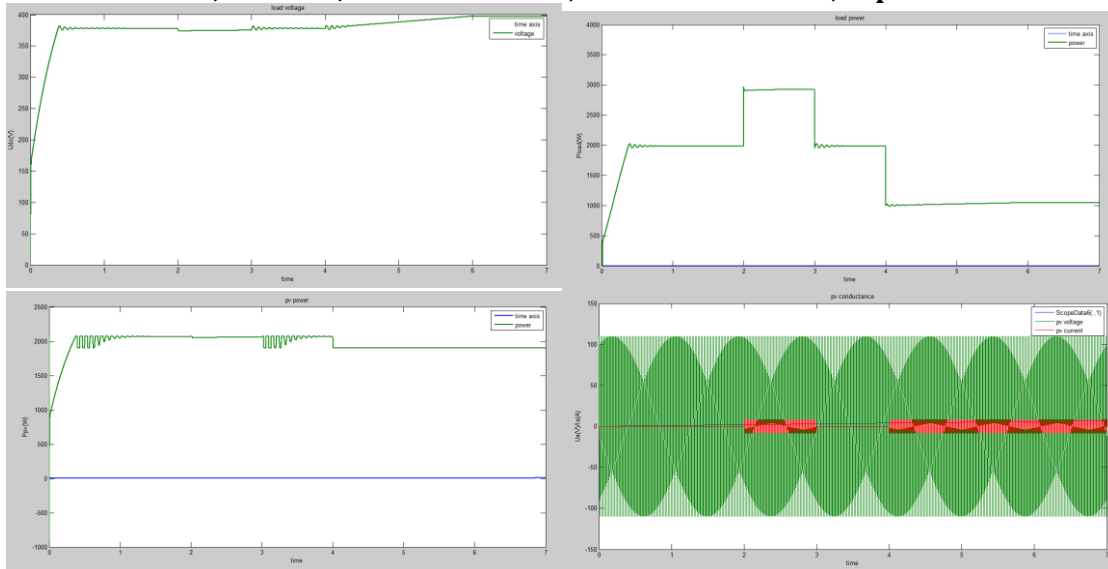 load voltage
400
350
300
250
200
150
100
50
0
Udc(V)
time axis
voltage
0 1 2 3 4 5 6 7
time
load power
4000
3500
3000
2500
2000
1500
1000
500
0
Pload(W)
time axis
power
0 1 2 3 4 5 6 7
time
pv power
2500
2000
1500
1000
500
0
-500
-1000
Ppv(W)
time axis
power
0 1 2 3 4 5 6 7
time
pv conductance
150
100
50
0
-50
-100
-150
ScopeData6(:,1)
pv voltage
pv current
0 1 2 3 4 5 6 7
time